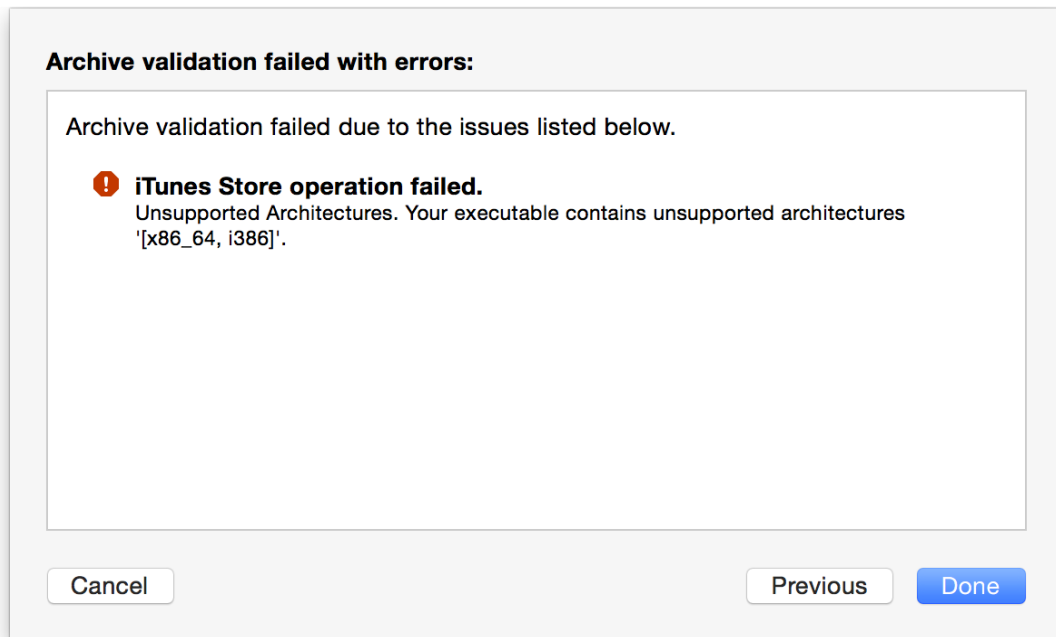 Archive validation failed with errors:
Archive validation failed due to the issues listed below.
iTunes Store operation failed.
Unsupported Architectures. Your executable contains unsupported architectures
'[x86_64, i386]'.
Cancel
Previous
Done